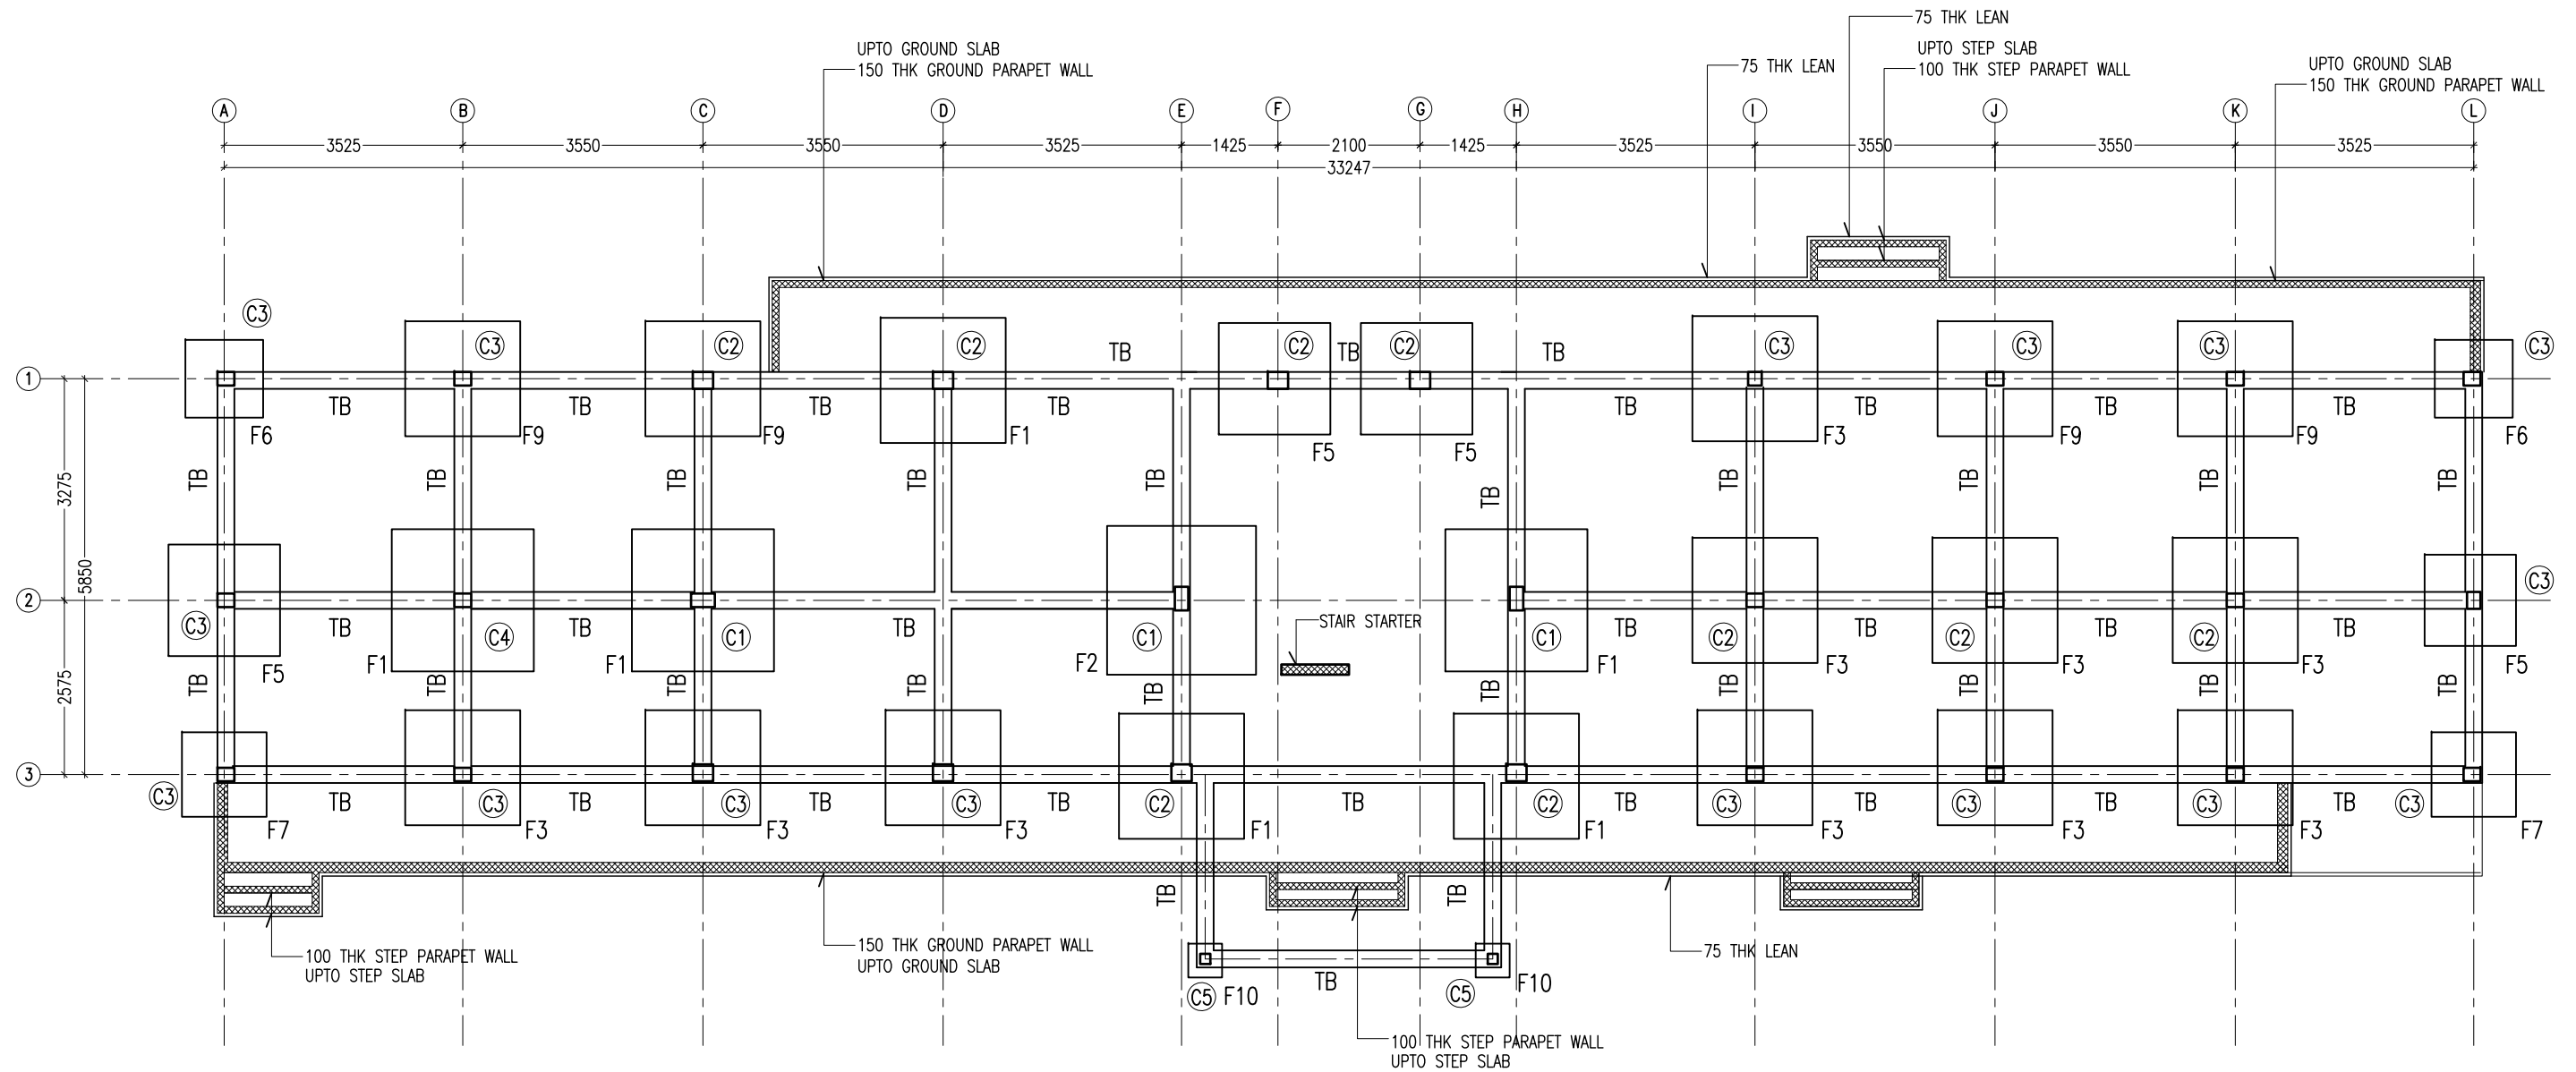 75 THK LEAN
UPTO GROUND SLAB
150 THK GROUND PARAPET WALL
75 THK LEAN
UPTO STEP SLAB
100 THK STEP PARAPET WALL
UPTO GROUND SLAB
150 THK GROUND PARAPET WALL
A B C D E F G H I J K L
3525 3550 3550 3525 1425 2100 1425 3525 3550 3550 3525
33247
C3
C3 C2 C2 C2 C2 C3 C3 C3 C3
TB TB TB
1
TB TB TB TB TB TB TB TB
F6 F9 F9 F1 F5 F5 F3 F9 F9 F6
3275
TB TB TB TB TB TB TB TB TB TB
5850
C3
2
STAIR STARTER
C3 TB C4 TB C1 TB C1 C1 TB C2 TB C2 TB C2 TB
F5 F1 F1 F2 F1 F3 F3 F3 F5
2575
TB TB TB TB TB TB TB TB TB TB
3
C3 TB C3 TB C3 TB C3 TB C2 TB C2 TB C3 TB C3 TB C3 TB C3
F7 F3 F3 F3 F1 F1 F3 F3 F3 F7
TB TB
150 THK GROUND PARAPET WALL
UPTO GROUND SLAB
75 THK LEAN
100 THK STEP PARAPET WALL
UPTO STEP SLAB
TB
C5 F10 C5 F10
100 THK STEP PARAPET WALL
UPTO STEP SLAB